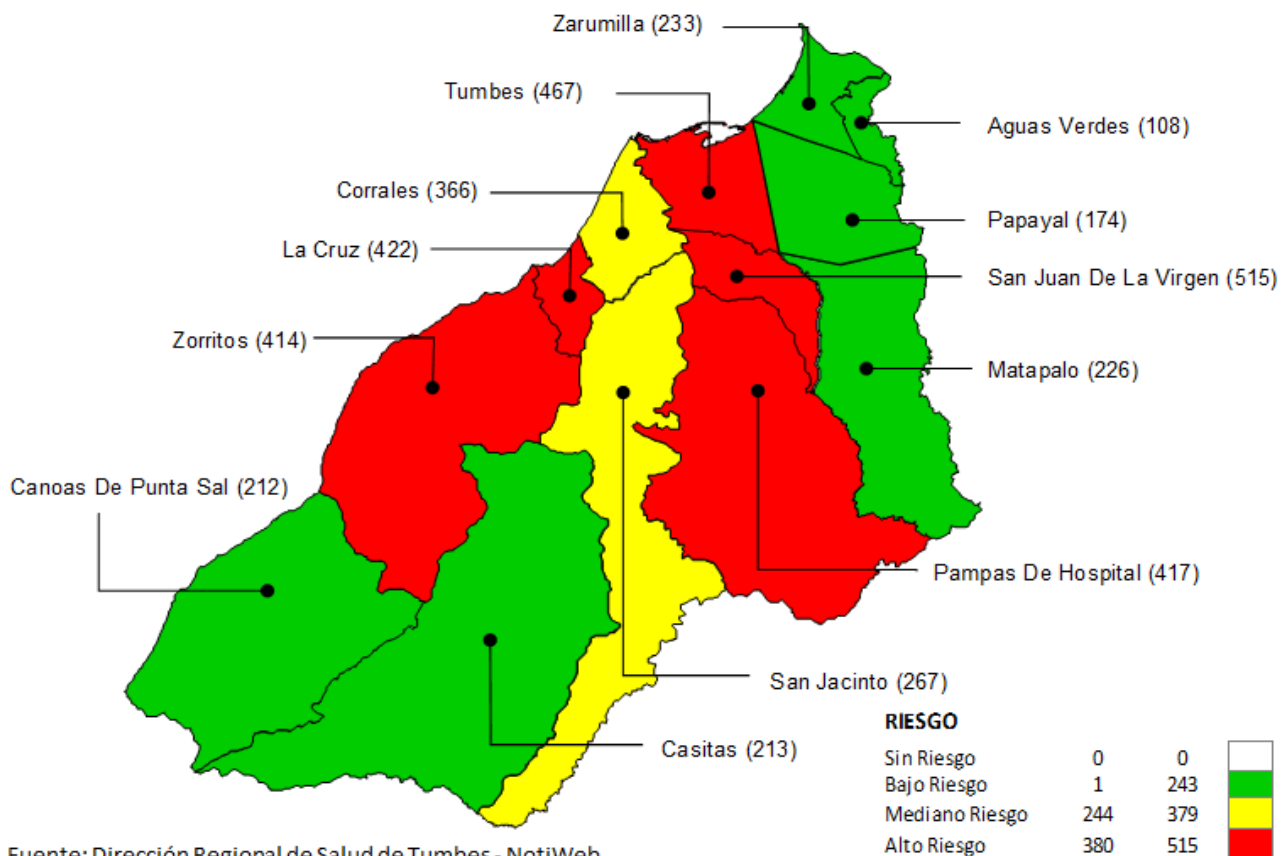 Zarumilla (233)
Tumbes (467)
Aguas Verdes (108)
Corrales (366)
Papayal (174)
La Cruz (422)
San Juan De La Virgen (515)
Zorritos (414)
Matapalo (226)
Canoas De Punta Sal (212)
Pampas De Hospital (417)
San Jacinto (267)
Casitas (213)
RIESGO
Sin Riesgo 0 0
Bajo Riesgo 1 243
Mediano Riesgo 244 379
Alto Riesgo 380 515
Fuente: Dirección Regional de Salud de Tumbes - NotiWeb